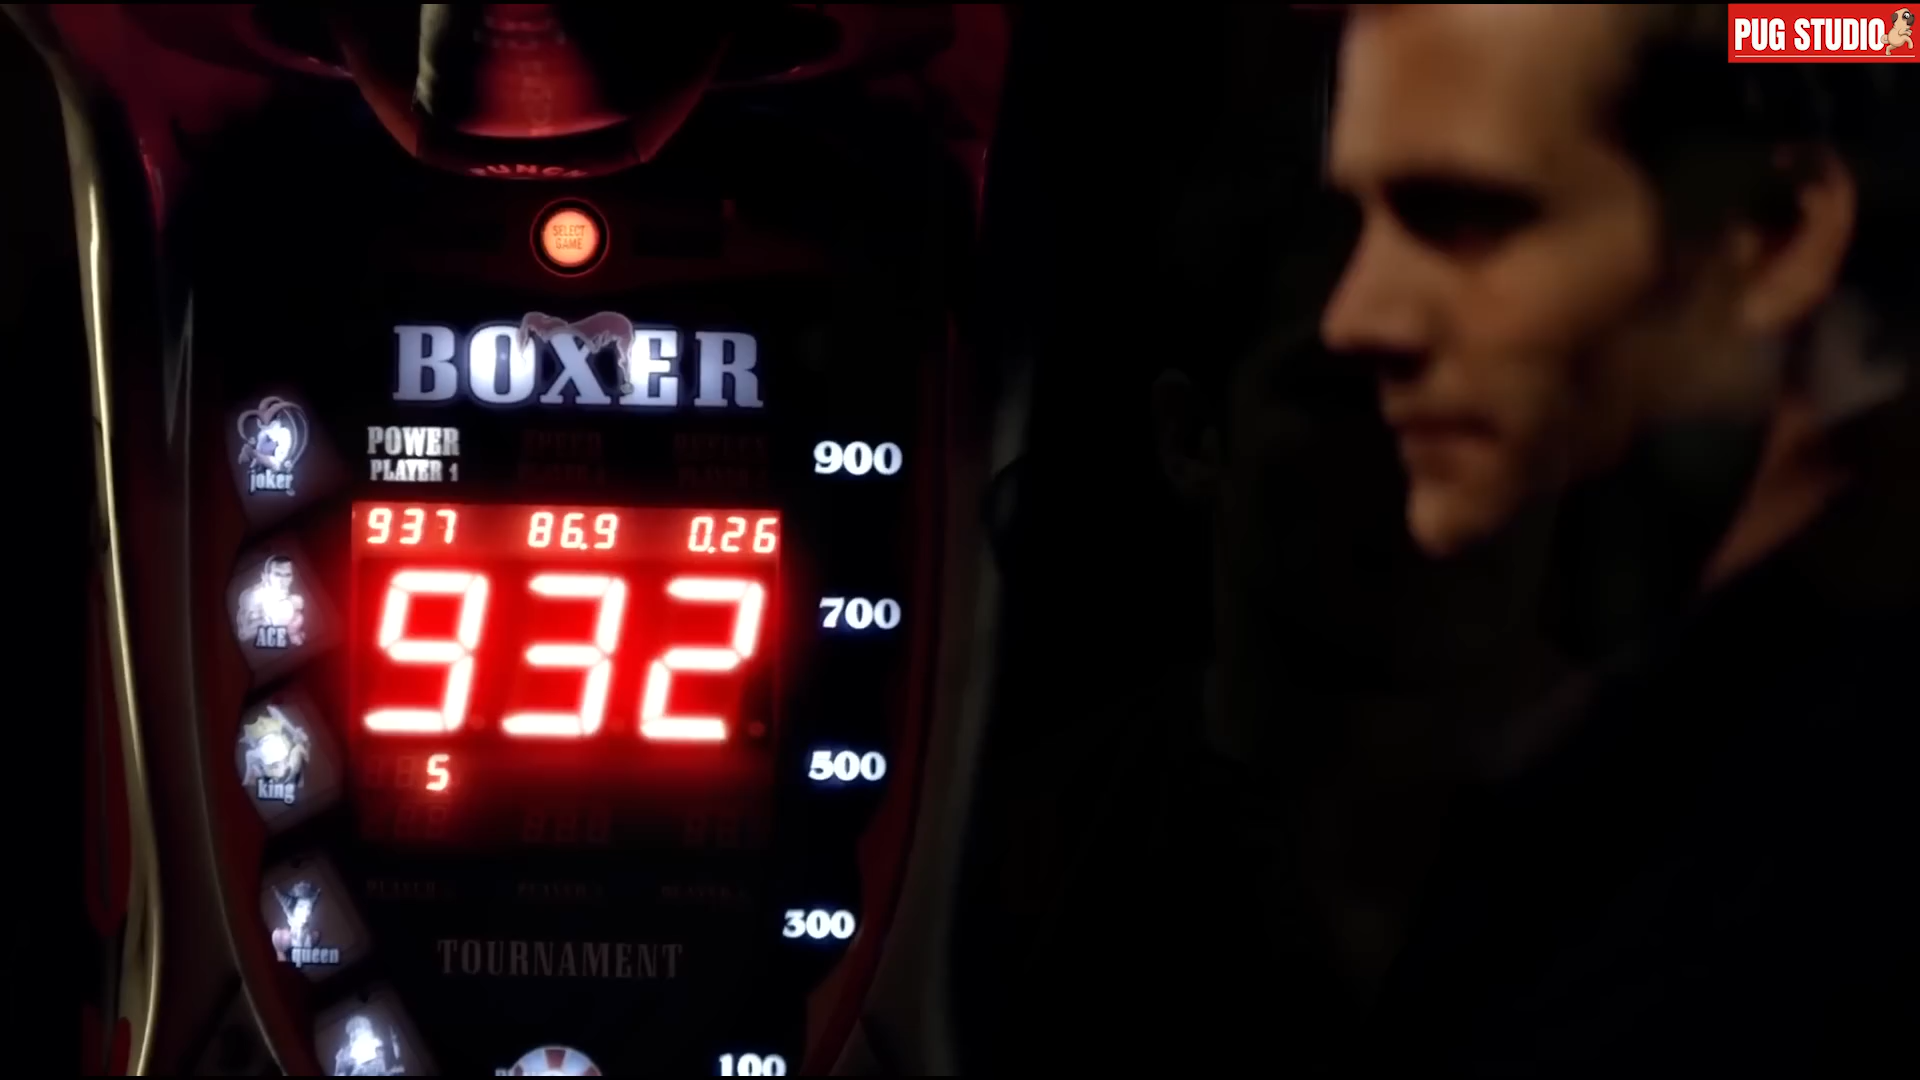 PUG STUDIO
PUNCH
SELECT
GAME
BOXER
joker
POWER
PLAYER 1
900
937 86.9 0.26
ACE
700
932
king
5
500
queen
300
TOURNAMENT
100